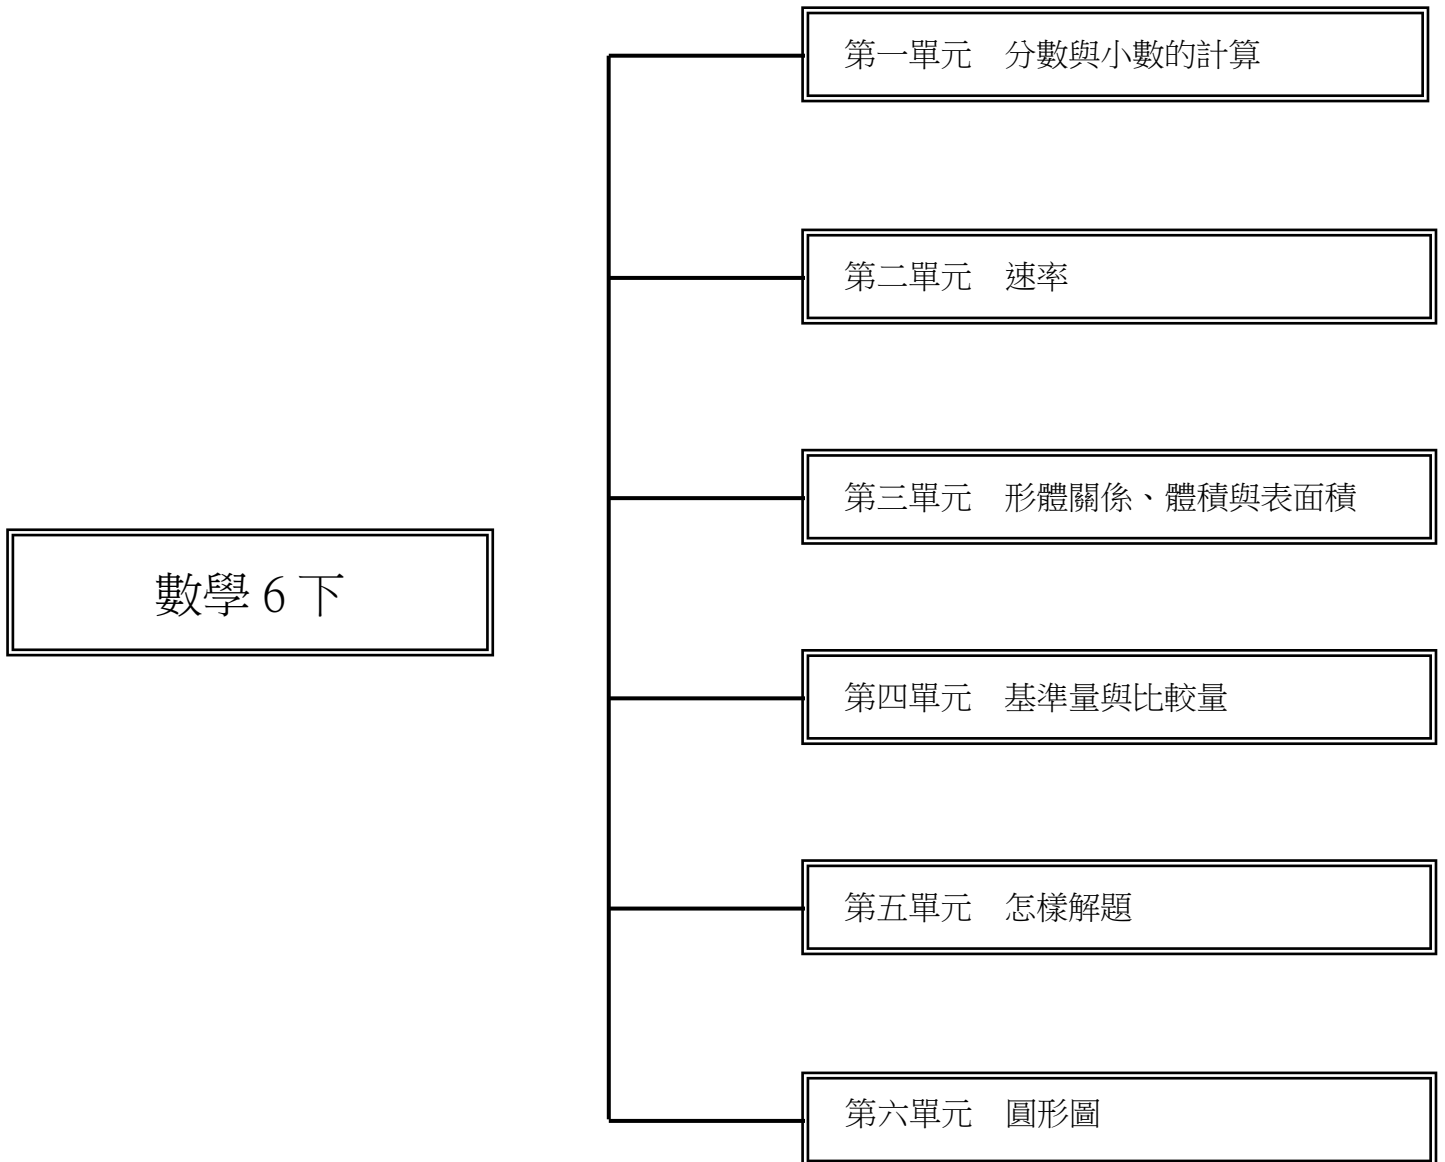 第一單元　分數與小數的計算
第二單元　速率
第三單元　形體關係、體積與表面積
數學 6 下
第四單元　基準量與比較量
第五單元　怎樣解題
第六單元　圓形圖